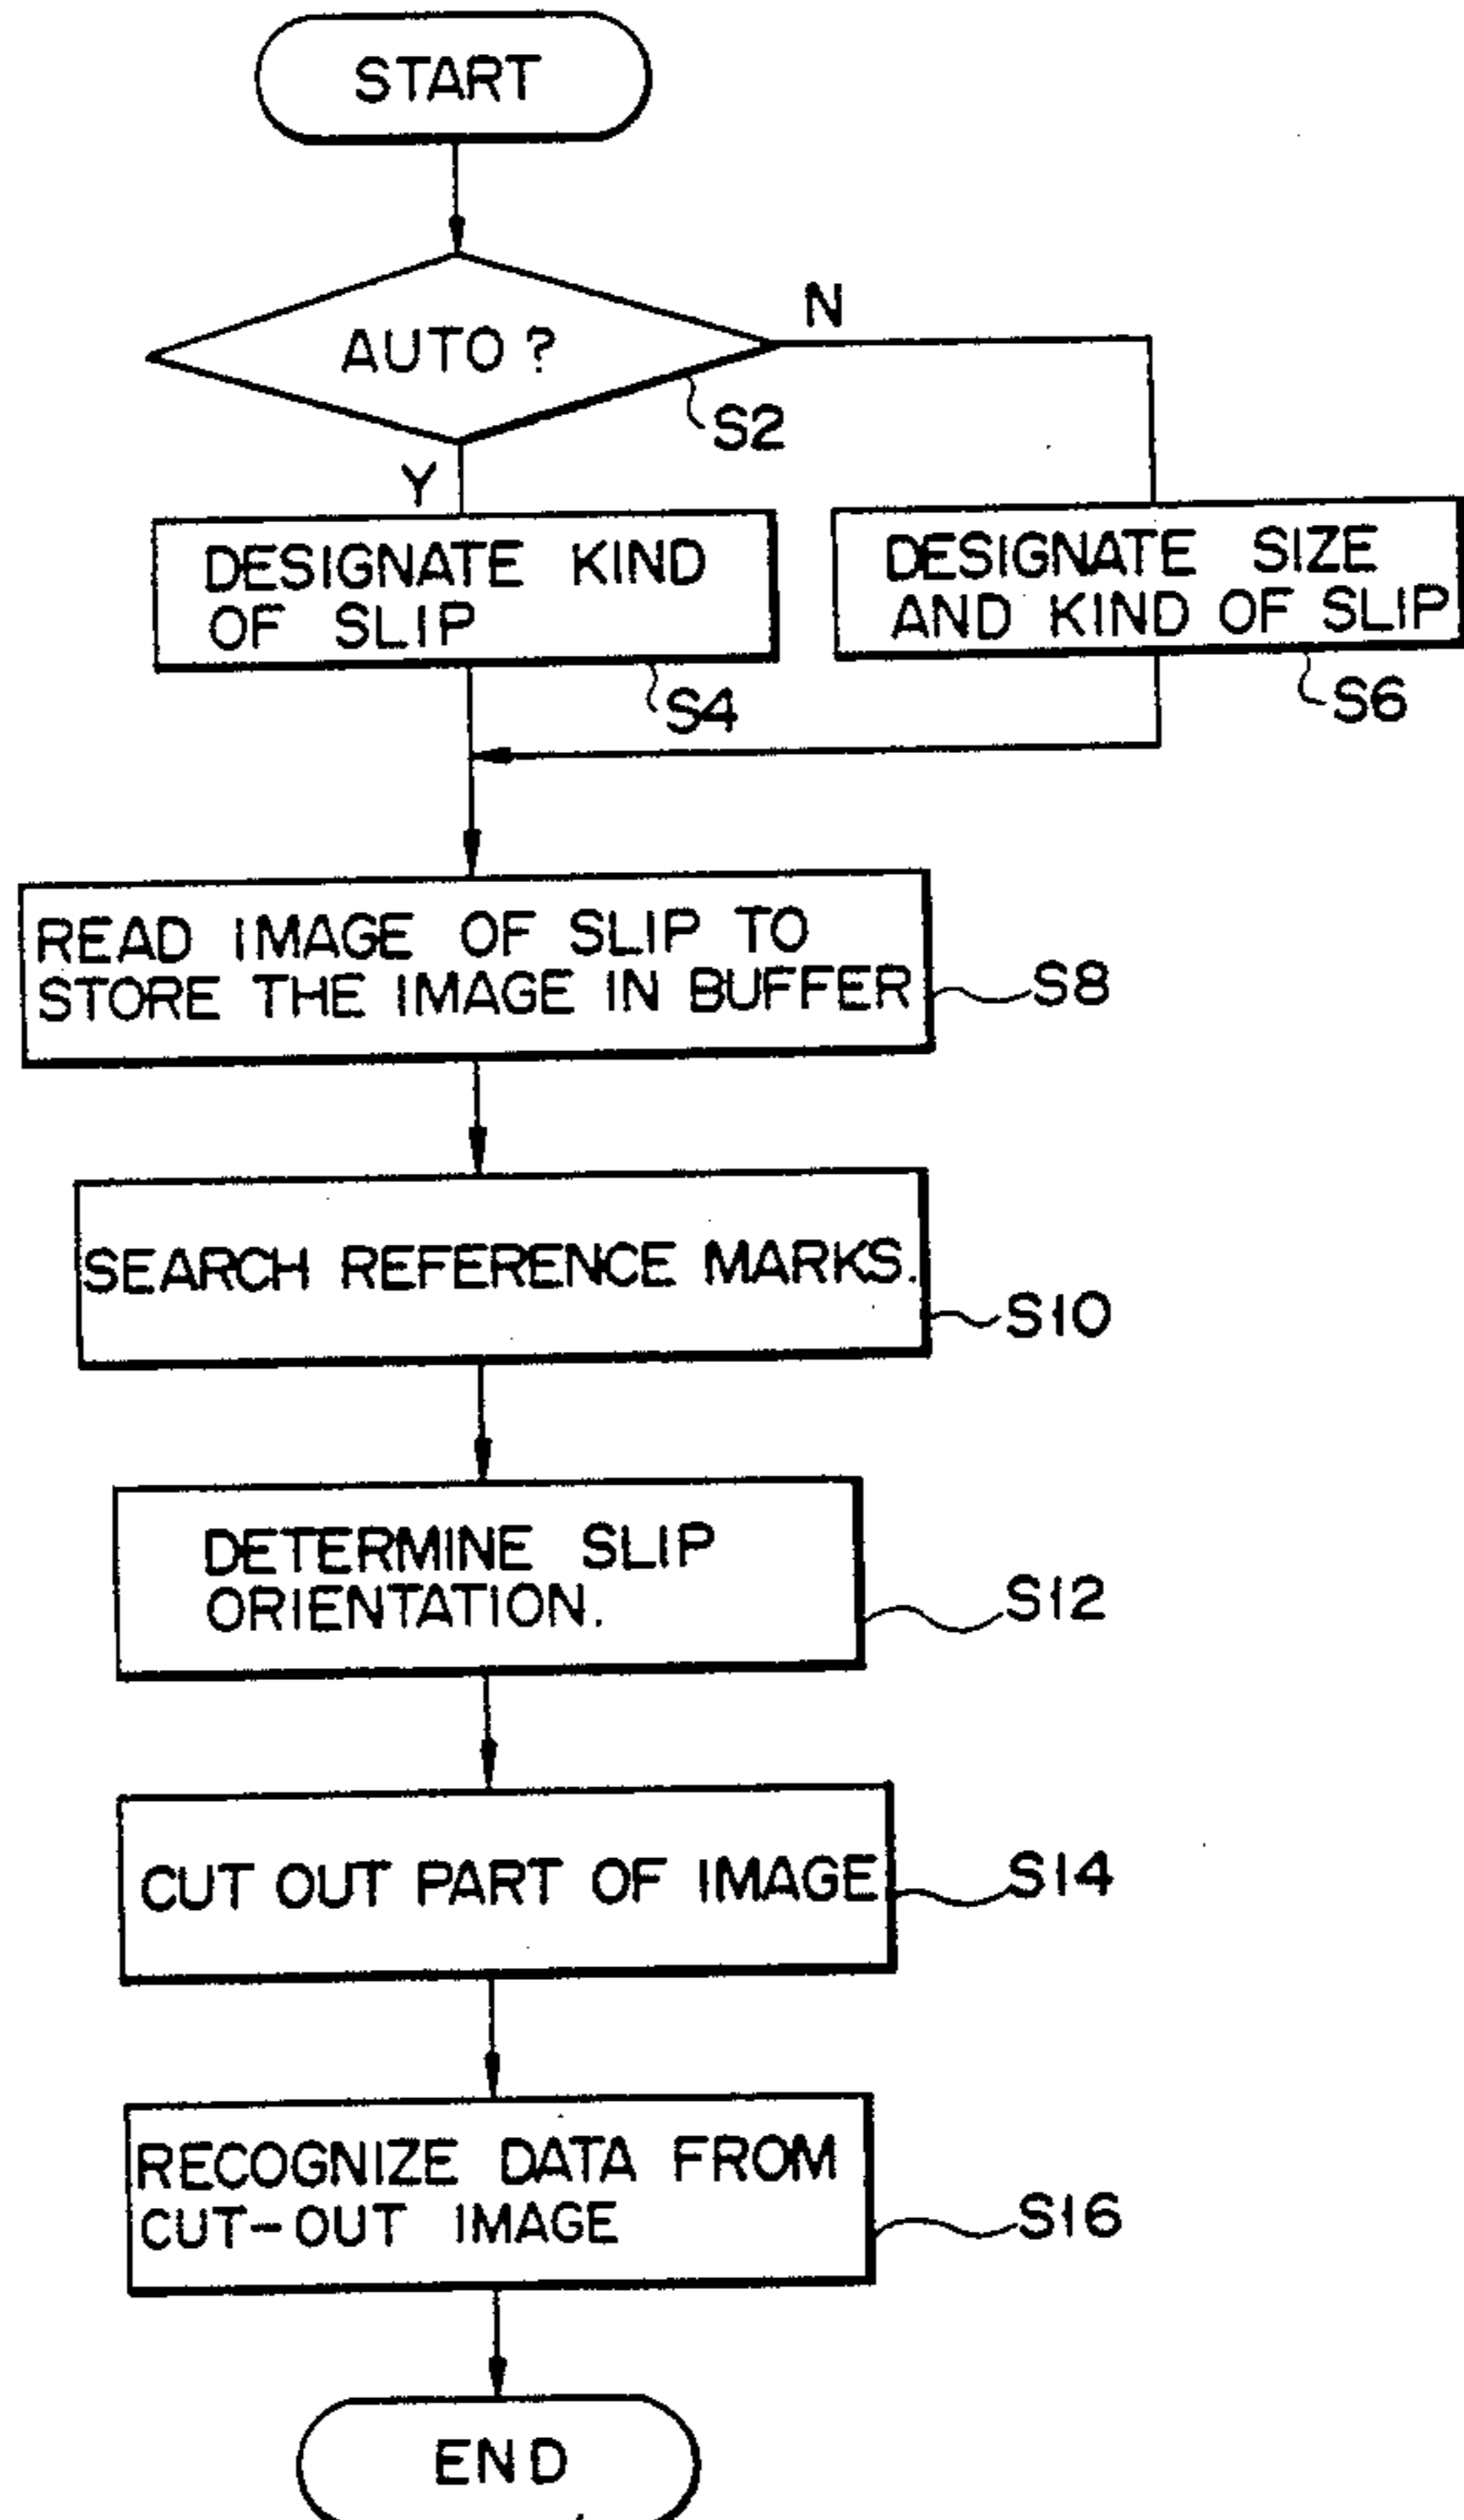 START
AUTO?
N
S2
Y
DESIGNATE KIND
OF SLIP
S4
DESIGNATE SIZE
AND KIND OF SLIP
S6
READ IMAGE OF SLIP TO
STORE THE IMAGE IN BUFFER
S8
SEARCH REFERENCE MARKS.
S10
DETERMINE SLIP
ORIENTATION.
S12
CUT OUT PART OF IMAGE
S14
RECOGNIZE DATA FROM
CUT-OUT IMAGE
S16
END